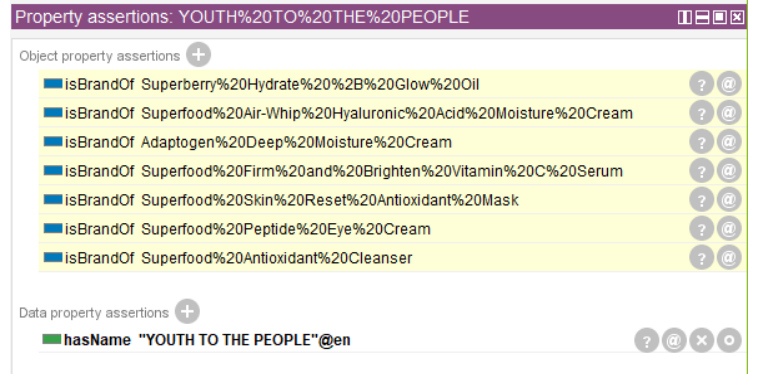 Property assertions: YOUTH%20TO%20THE%20PEOPLE
Object property assertions
isBrandOf Superberry%20Hydrate%20%2B%20Glow%20Oil
isBrandOf Superfood%20Air-Whip%20Hyaluronic%20Acid%20Moisture%20Cream
isBrandOf Adaptogen%20Deep%20Moisture%20Cream
isBrandOf Superfood%20Firm%20and%20Brighten%20Vitamin%20C%20Serum
isBrandOf Superfood%20Skin%20Reset%20Antioxidant%20Mask
isBrandOf Superfood%20Peptide%20Eye%20Cream
isBrandOf Superfood%20Antioxidant%20Cleanser
Data property assertions
hasName "YOUTH TO THE PEOPLE"@en